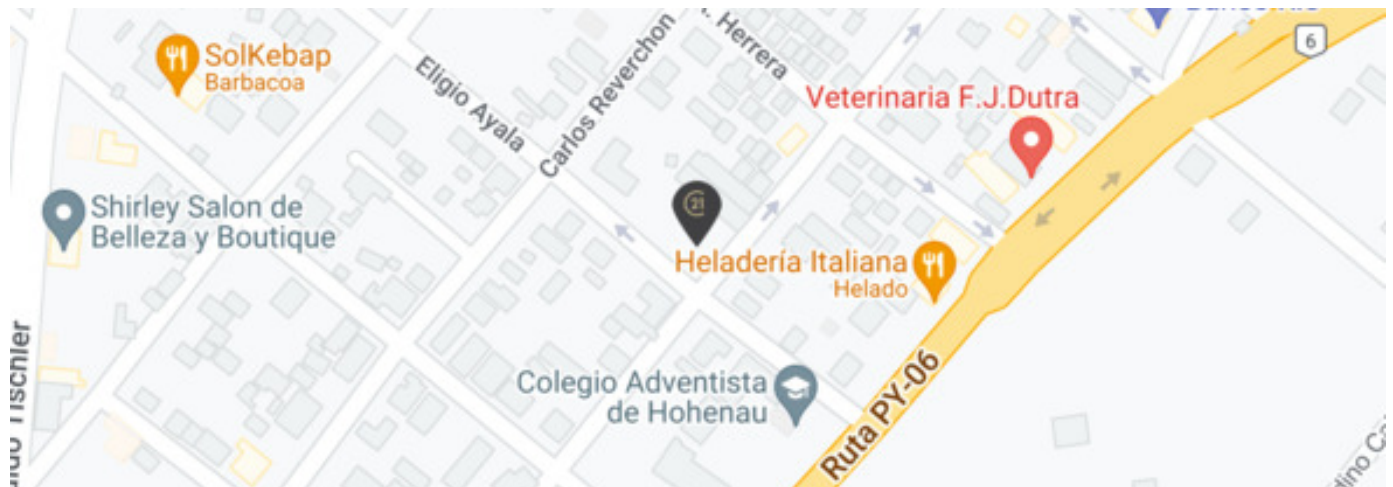 6
SolKebap
Barbacoa
Herrera
Eligio Ayala
Carlos Reverchon
Veterinaria F.J.Dutra
21
Shirley Salon de
Belleza y Boutique
Heladería Italiana
Helado
Colegio Adventista
de Hohenau
Ruta PY-06